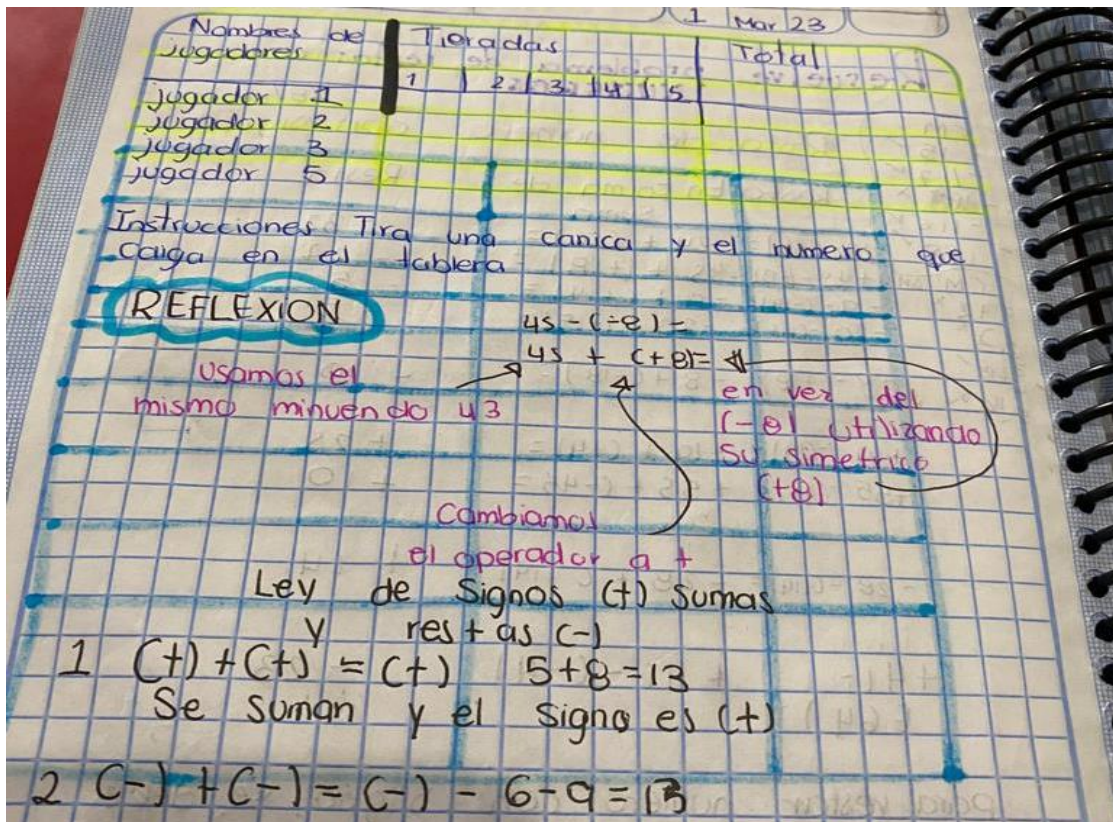 1 Mar 23
Nombres de Tioradas Total
jugadores
1 2 3 4 5
jugador 1
jugador 2
jugador 3
jugador 5
Instrucciones Tira una canica y el numero que
caiga en el tablera
REFLEXION
45-(-8)=
45 + (+8)=
usamos el
mismo minuendo 43
en vez del
(-8) utilizando
su simetrico
(+8)
Cambiamos
el operador a +
Ley de Signos (+) sumas
y restas (-)
1 (+)+(+) = (+) 5+8=13
Se suman y el signo es (+)
2 (-)+(-)=(-) -6-9=13